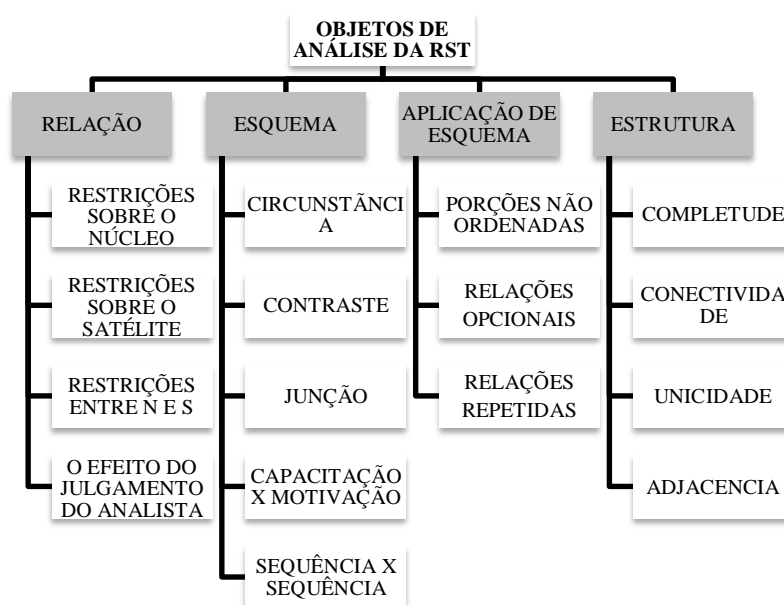 OBJETOS DE
ANÁLISE DA RST
RELAÇÃO
RESTRIÇÕES
SOBRE O
NÚCLEO
RESTRIÇÕES
SOBRE O
SATÉLITE
RESTRIÇÕES
ENTRE N E S
O EFEITO DO
JULGAMENTO
DO ANALISTA
ESQUEMA
CIRCUNSTÂNCI
A
CONTRASTE
JUNÇÃO
CAPACITAÇÃO
X MOTIVAÇÃO
SEQUÊNCIA X
SEQUÊNCIA
APLICAÇÃO DE
ESQUEMA
PORÇÕES NÃO
ORDENADAS
RELAÇÕES
OPCIONAIS
RELAÇÕES
REPETIDAS
ESTRUTURA
COMPLETUDE
CONECTIVIDA
DE
UNICIDADE
ADJACENCIA